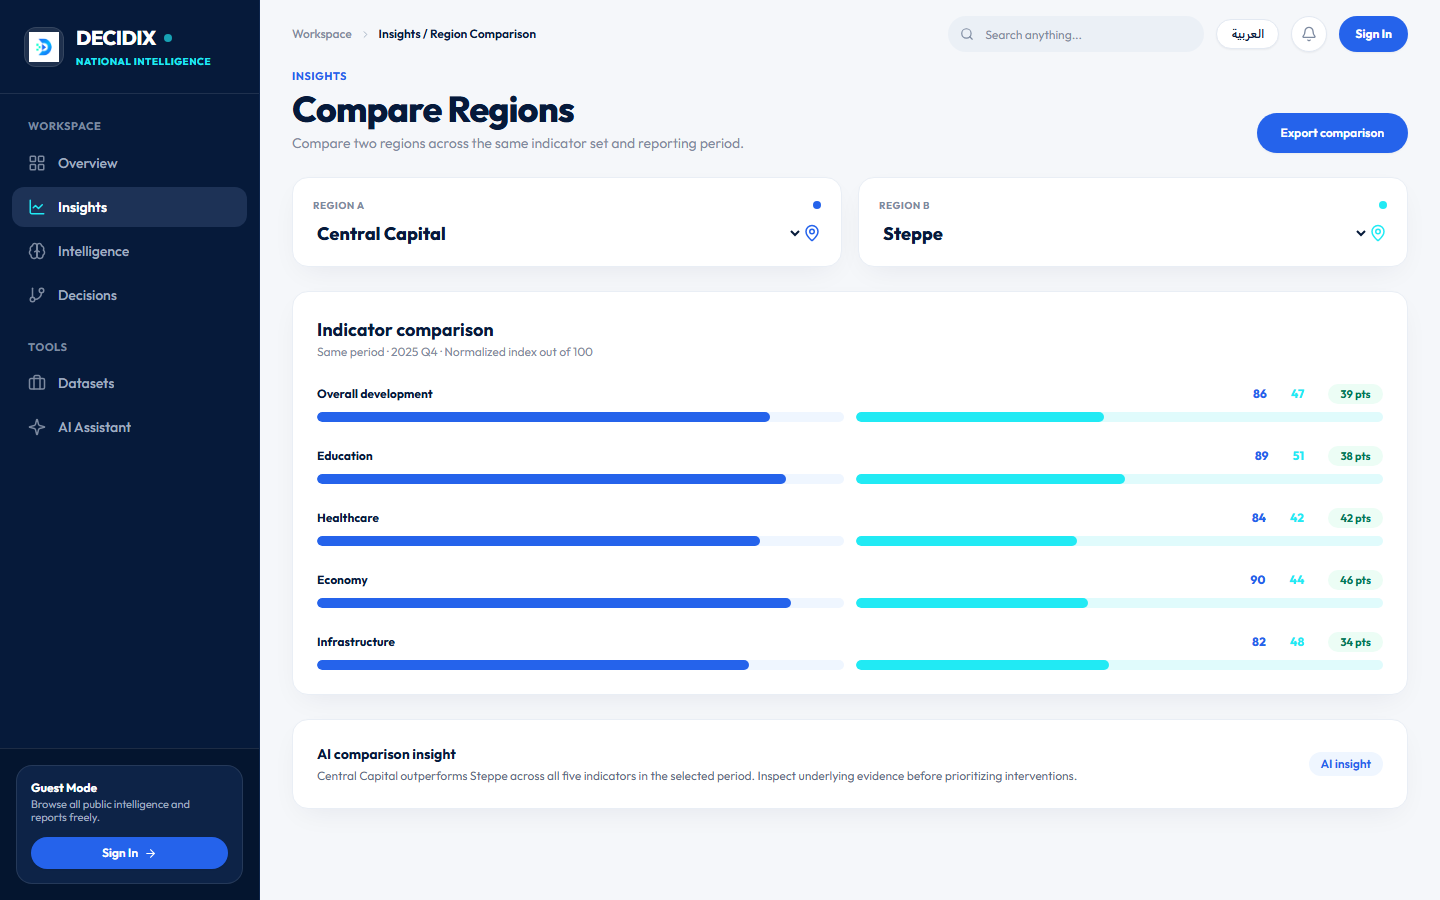 DECIDIX
NATIONAL INTELLIGENCE
WORKSPACE
Overview
Insights
Intelligence
Decisions
TOOLS
Datasets
AI Assistant
Guest Mode
Browse all public intelligence and
reports freely.
Sign In
Workspace
Insights / Region Comparison
Search anything...
العربية
Sign In
INSIGHTS
Compare Regions
Compare two regions across the same indicator set and reporting period.
Export comparison
REGION A
Central Capital
REGION B
Steppe
Indicator comparison
Same period · 2025 Q4 · Normalized index out of 100
Overall development 86 47 39 pts
Education 89 51 38 pts
Healthcare 84 42 42 pts
Economy 90 44 46 pts
Infrastructure 82 48 34 pts
AI comparison insight
Central Capital outperforms Steppe across all five indicators in the selected period. Inspect underlying evidence before prioritizing interventions.
AI insight